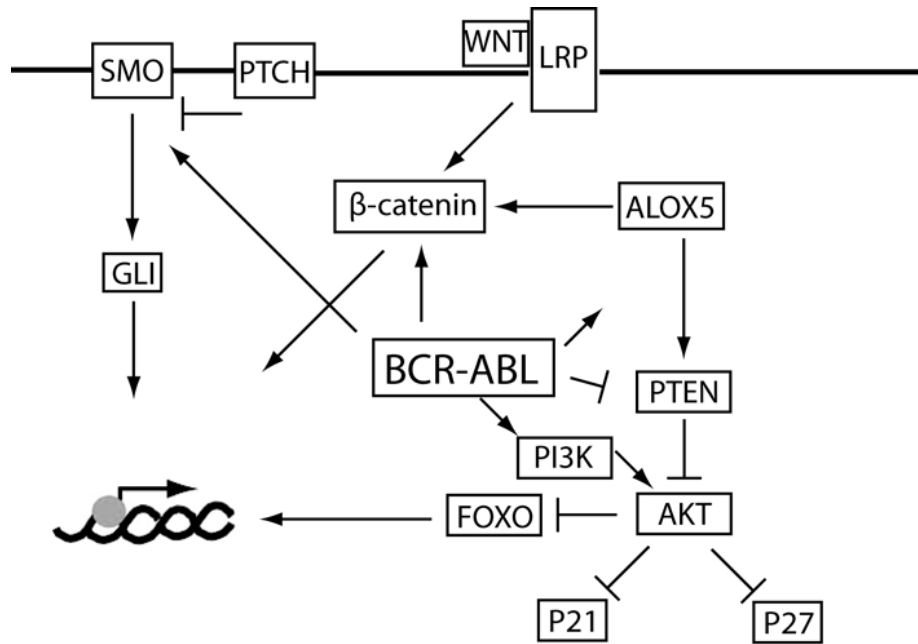 WNT
LRP
SMO
PTCH
β-catenin
ALOX5
GLI
BCR-ABL
PTEN
PI3K
FOXO
AKT
P21
P27